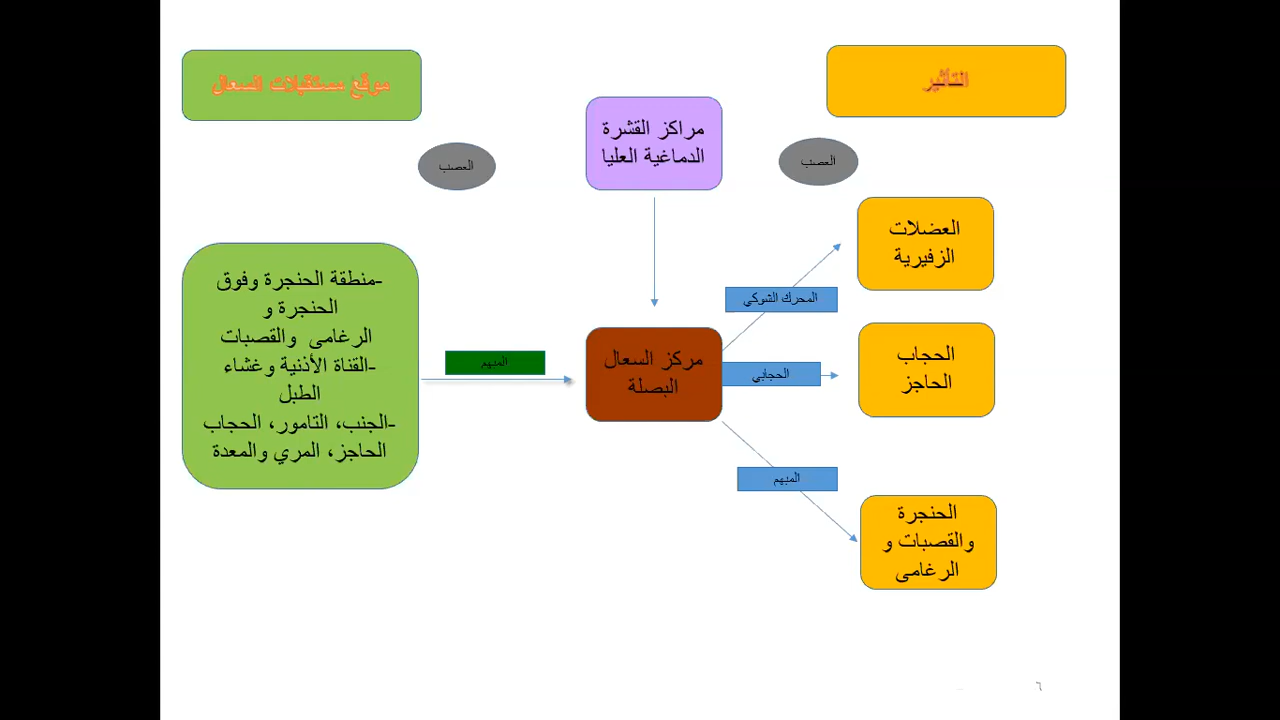 موقع مستقبلات السعال
التأثير
مراكز القشرة
الدماغية العليا
العصب
العصب
العضلات
الزفيرية
-منطقة الحنجرة وفوق
الحنجرة و
الرغامى والقصبات
-القناة الأذنية وغشاء
الطبل
-الجنب، التامور، الحجاب
الحاجز، المري والمعدة
المحرك الشوكي
المبهم
مركز السعال
البصلة
الحجابي
الحجاب
الحاجز
المبهم
الحنجرة
والقصبات و
الرغامى
٦